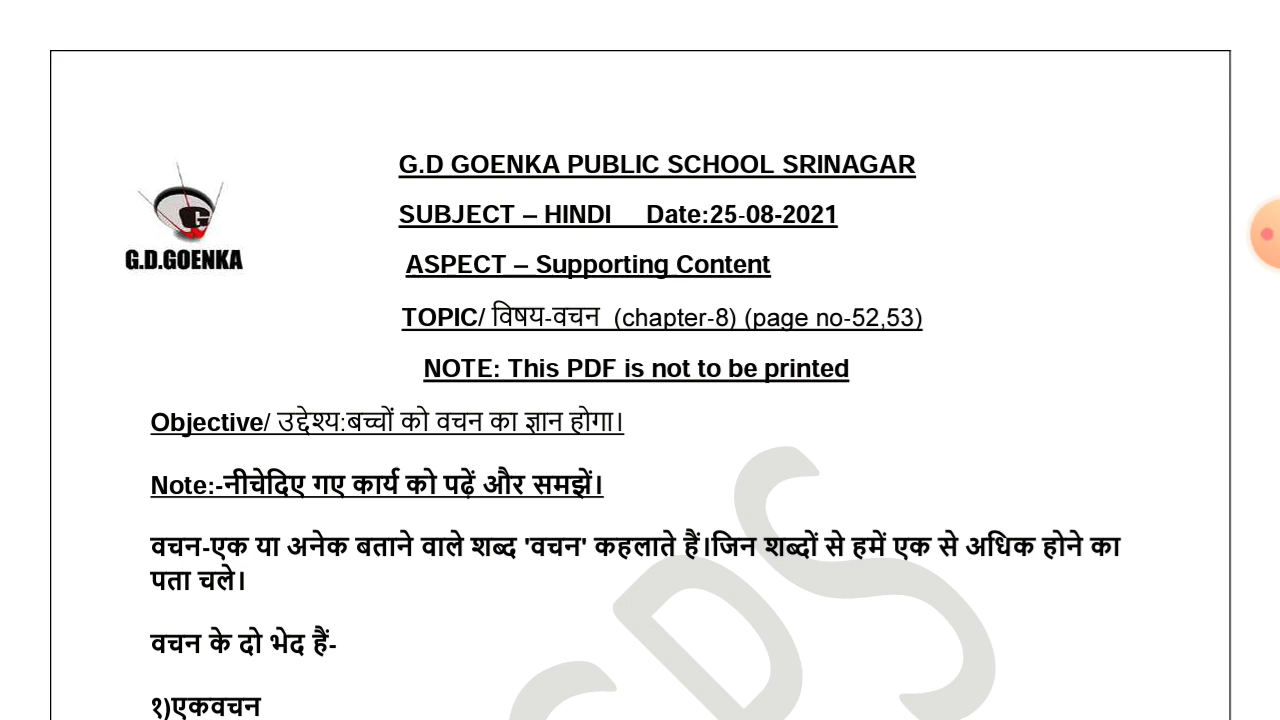 G.D GOENKA PUBLIC SCHOOL SRINAGAR
G
G.D.GOENKA
SUBJECT – HINDI Date:25-08-2021
ASPECT – Supporting Content
TOPIC/ विषय-वचन (chapter-8) (page no-52,53)
NOTE: This PDF is not to be printed
Objective/ उद्देश्य:बच्चों को वचन का ज्ञान होगा।
Note:-नीचेदिए गए कार्य को पढ़ें और समझें।
वचन-एक या अनेक बताने वाले शब्द 'वचन' कहलाते हैं।जिन शब्दों से हमें एक से अधिक होने का
पता चले।
वचन के दो भेद हैं-
१)एकवचन